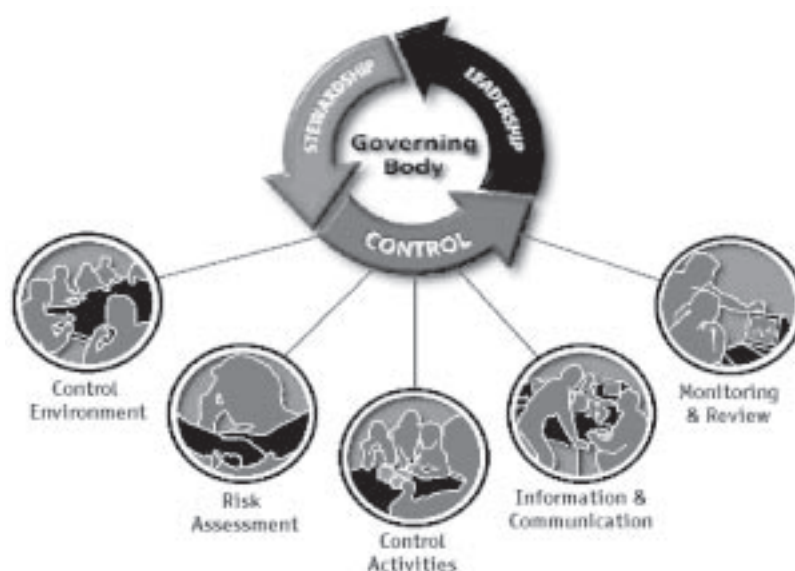 STEWARDSHIP
LEADERSHIP
Governing
Body
CONTROL
Control
Environment
Risk
Assessment
Control
Activities
Information &
Communication
Monitoring
& Review